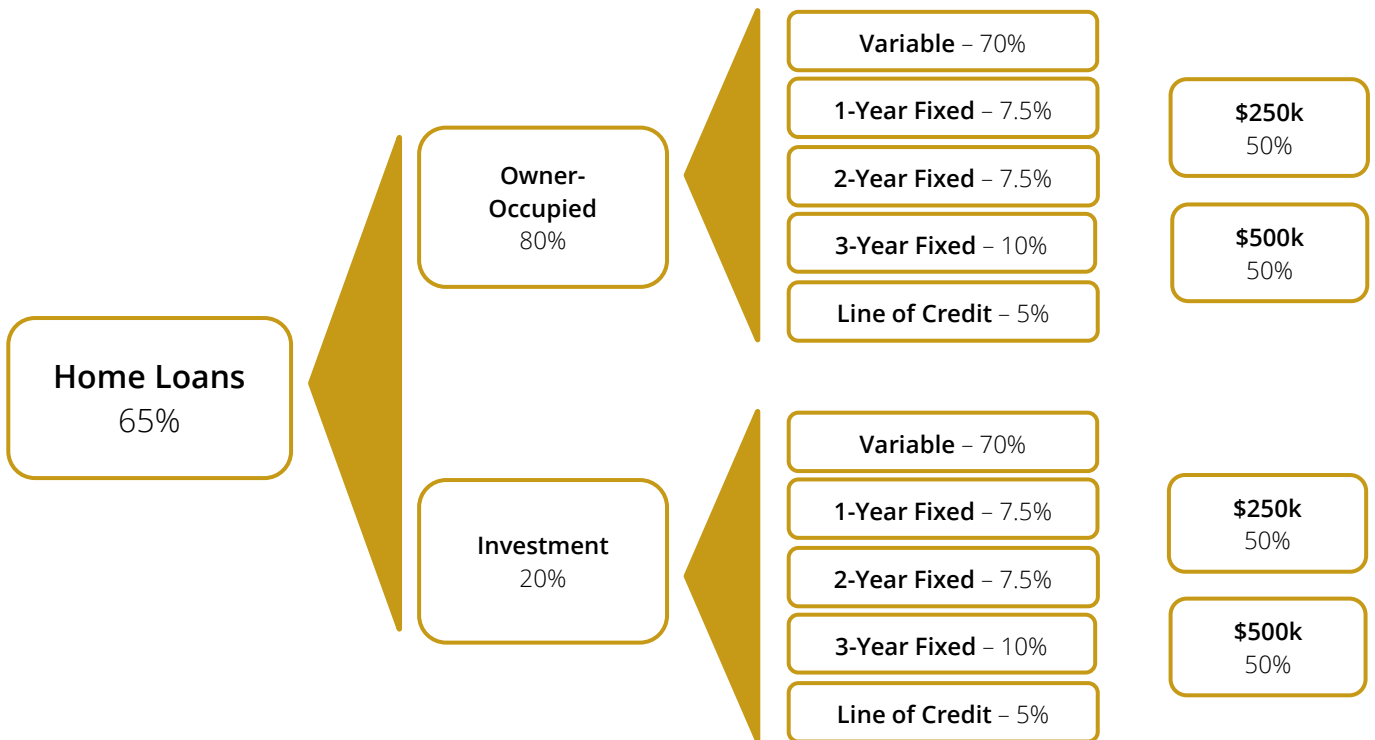 Home Loans
65%
Owner-
Occupied
80%
Variable – 70%
1-Year Fixed – 7.5%
2-Year Fixed – 7.5%
3-Year Fixed – 10%
Line of Credit – 5%
$250k
50%
$500k
50%
Investment
20%
Variable – 70%
1-Year Fixed – 7.5%
2-Year Fixed – 7.5%
3-Year Fixed – 10%
Line of Credit – 5%
$250k
50%
$500k
50%